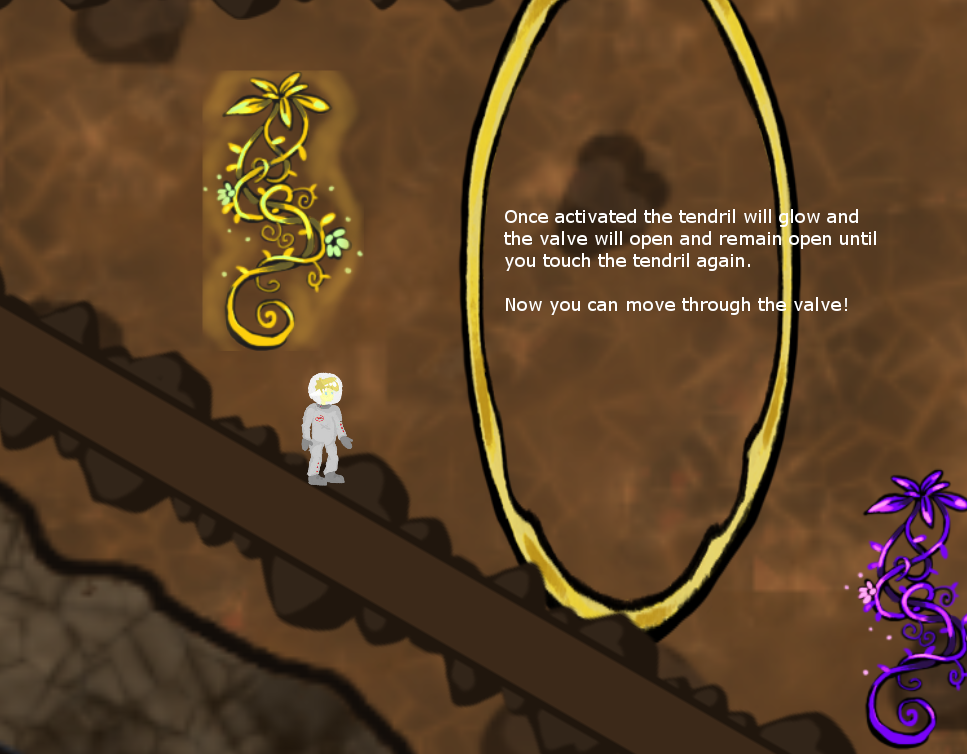 Once activated the tendril will glow and
the valve will open and remain open until
you touch the tendril again.
Now you can move through the valve!